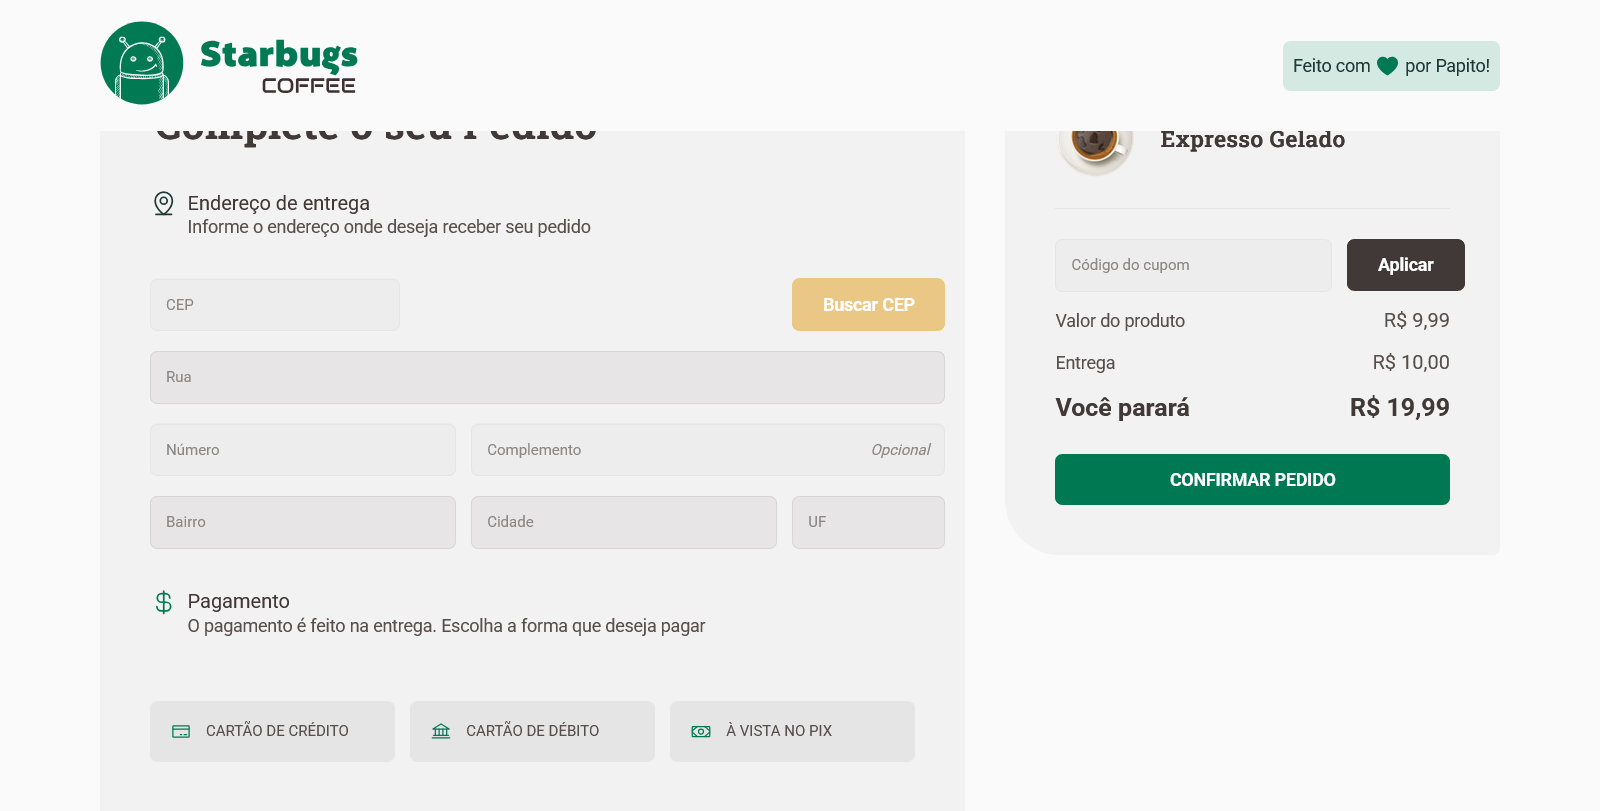 Starbugs
COFFEE
Feito com por Papito!
Complete o seu Pedido
Endereço de entrega
Informe o endereço onde deseja receber seu pedido
CEP
Buscar CEP
Rua
Número
Complemento
Opcional
Bairro
Cidade
UF
Pagamento
O pagamento é feito na entrega. Escolha a forma que deseja pagar
CARTÃO DE CRÉDITO
CARTÃO DE DÉBITO
À VISTA NO PIX
Expresso Gelado
Código do cupom
Aplicar
Valor do produto R$ 9,99
Entrega R$ 10,00
Você parará R$ 19,99
CONFIRMAR PEDIDO